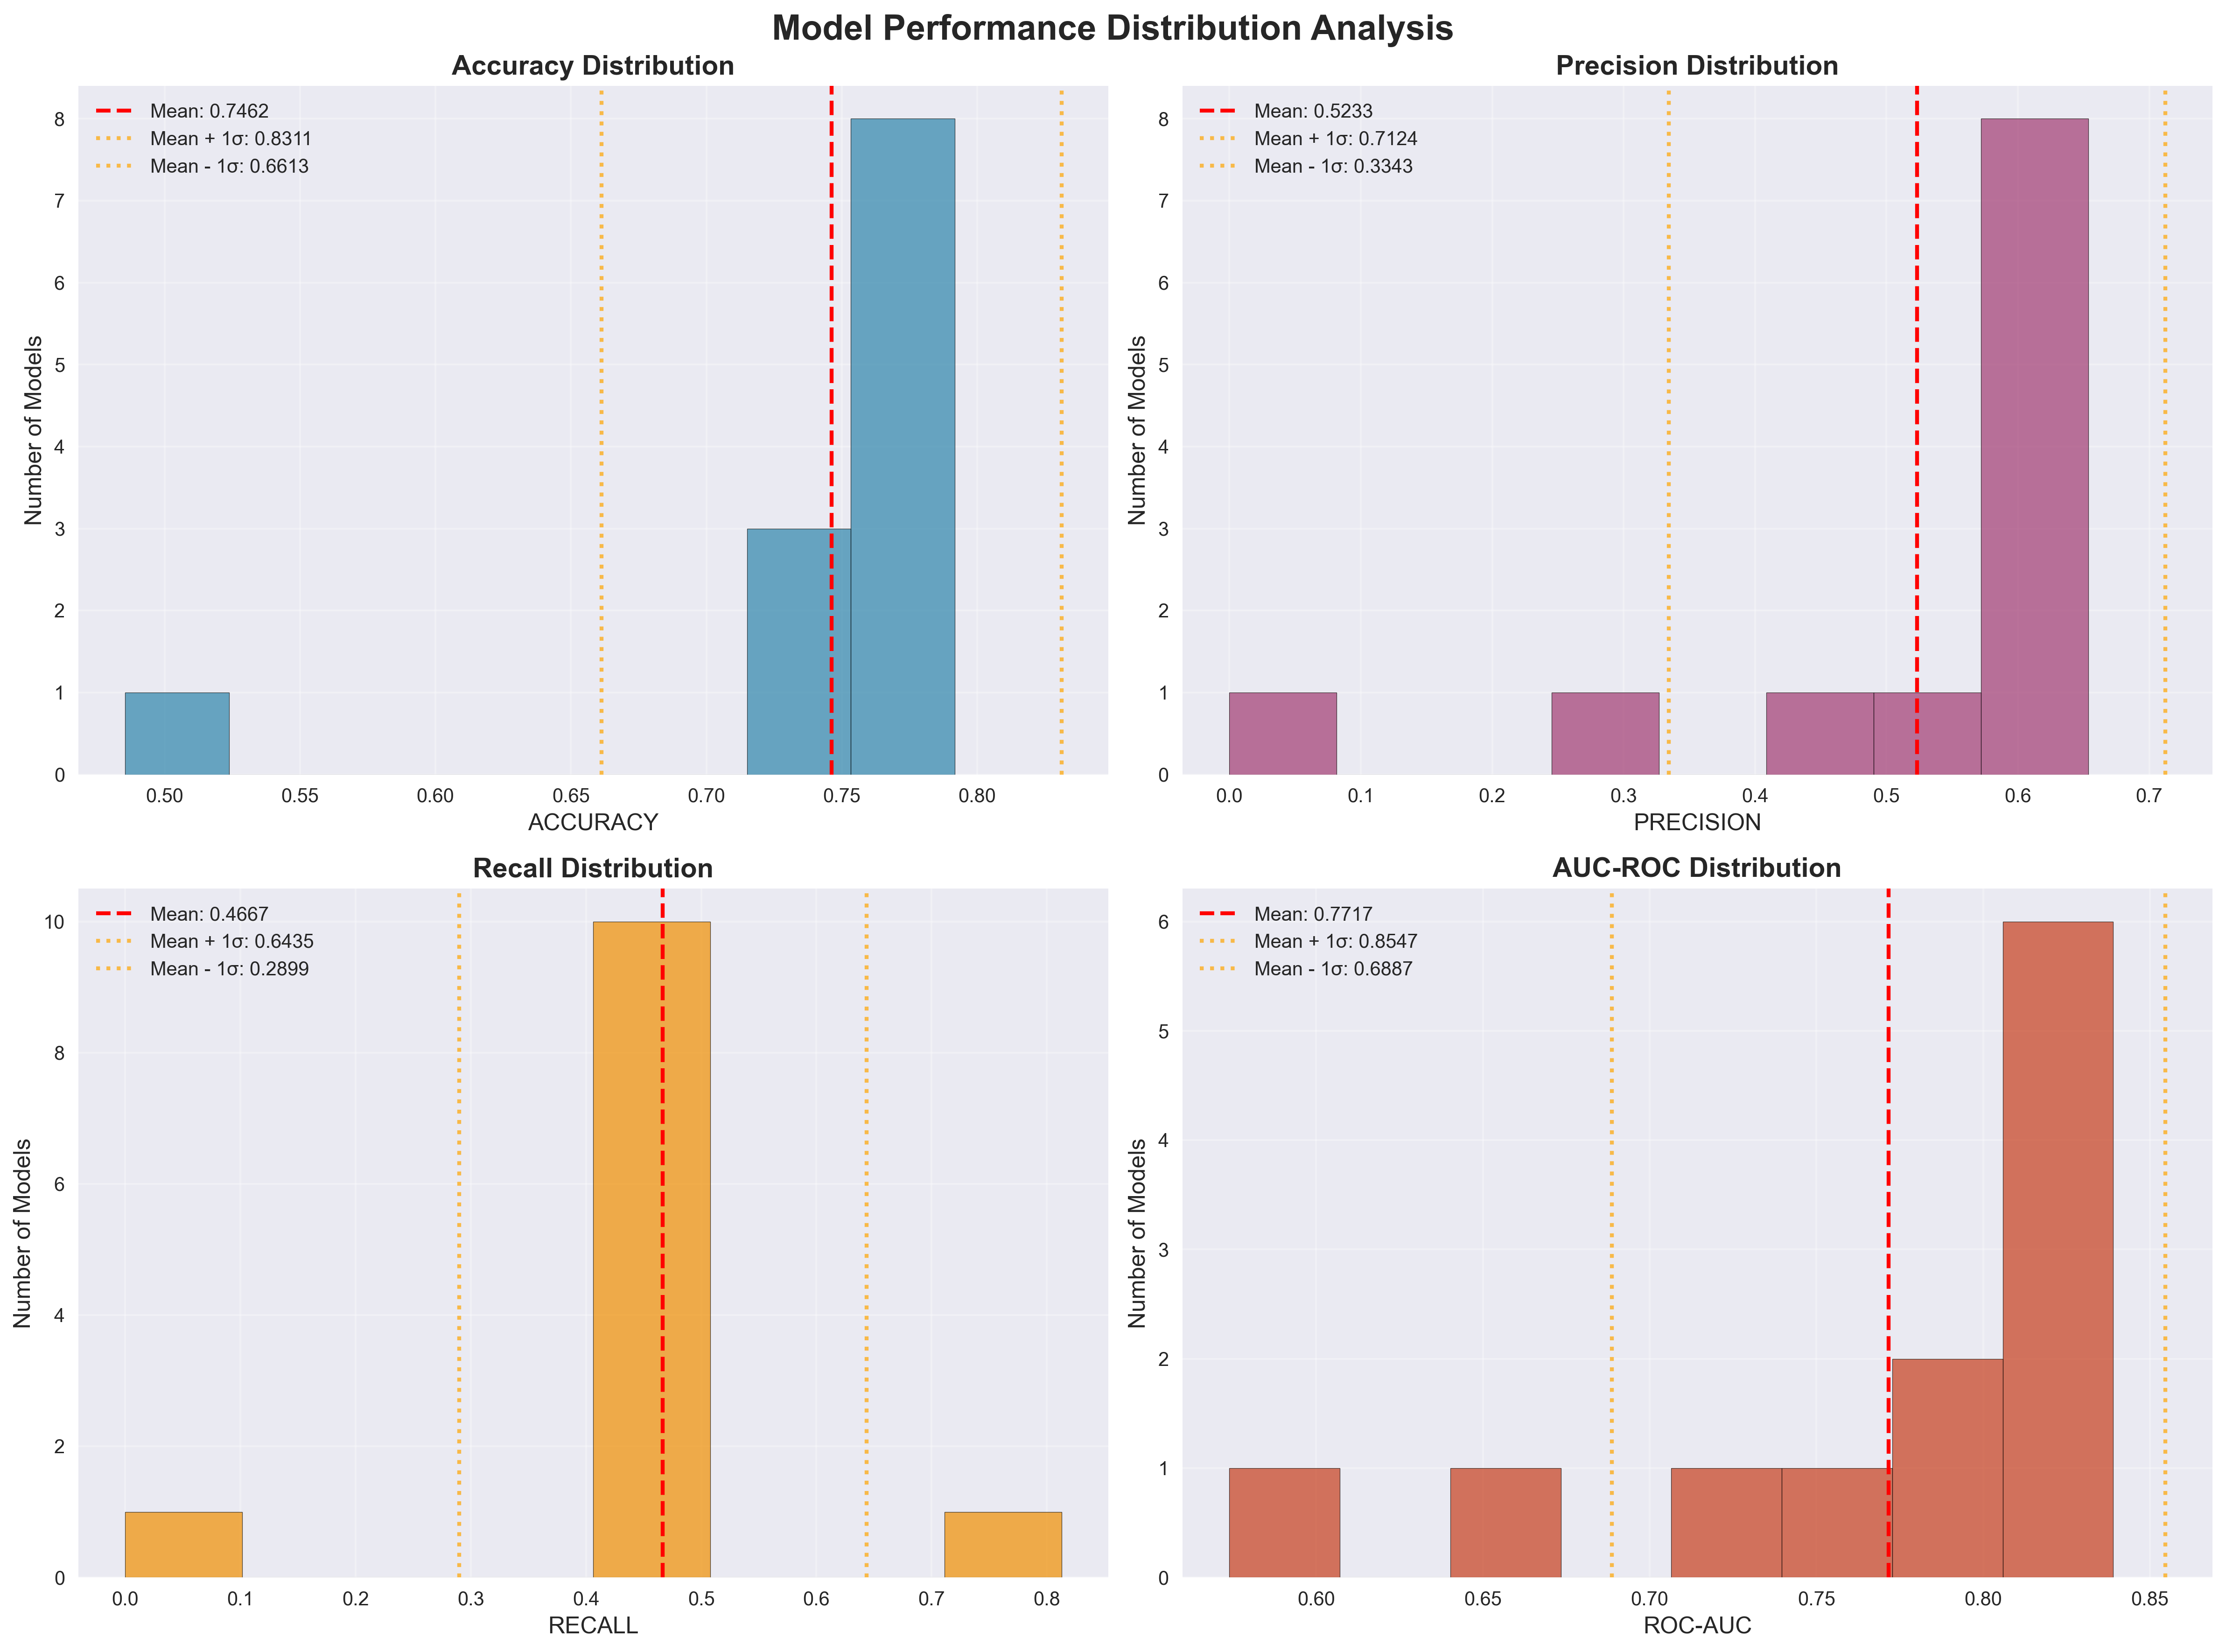 Model Performance Distribution Analysis
Accuracy Distribution
Mean: 0.7462
Mean + 1σ: 0.8311
Mean - 1σ: 0.6613
Number of Models
8
7
6
5
4
3
2
1
0
0.50 0.55 0.60 0.65 0.70 0.75 0.80
ACCURACY
Precision Distribution
Mean: 0.5233
Mean + 1σ: 0.7124
Mean - 1σ: 0.3343
Number of Models
8
7
6
5
4
3
2
1
0
0.0 0.1 0.2 0.3 0.4 0.5 0.6 0.7
PRECISION
Recall Distribution
Mean: 0.4667
Mean + 1σ: 0.6435
Mean - 1σ: 0.2899
Number of Models
10
8
6
4
2
0
0.0 0.1 0.2 0.3 0.4 0.5 0.6 0.7 0.8
RECALL
AUC-ROC Distribution
Mean: 0.7717
Mean + 1σ: 0.8547
Mean - 1σ: 0.6887
Number of Models
6
5
4
3
2
1
0
0.60 0.65 0.70 0.75 0.80 0.85
ROC-AUC